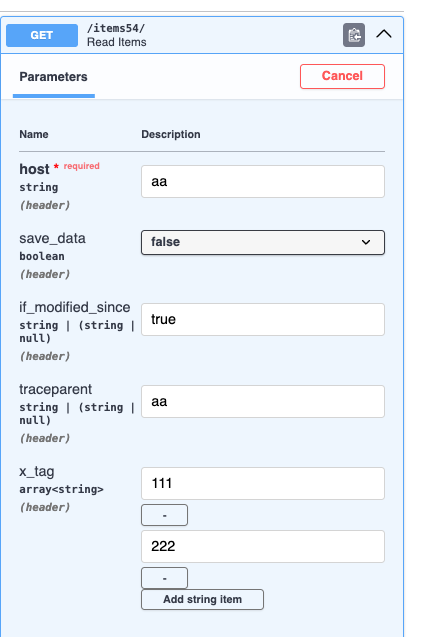 GET
/items54/
Read Items
Parameters
Cancel
Name
Description
host * required
string
(header)
aa
save_data
boolean
(header)
false
if_modified_since
string | (string |
null)
(header)
true
traceparent
string | (string |
null)
(header)
aa
x_tag
array<string>
(header)
111
-
222
-
Add string item